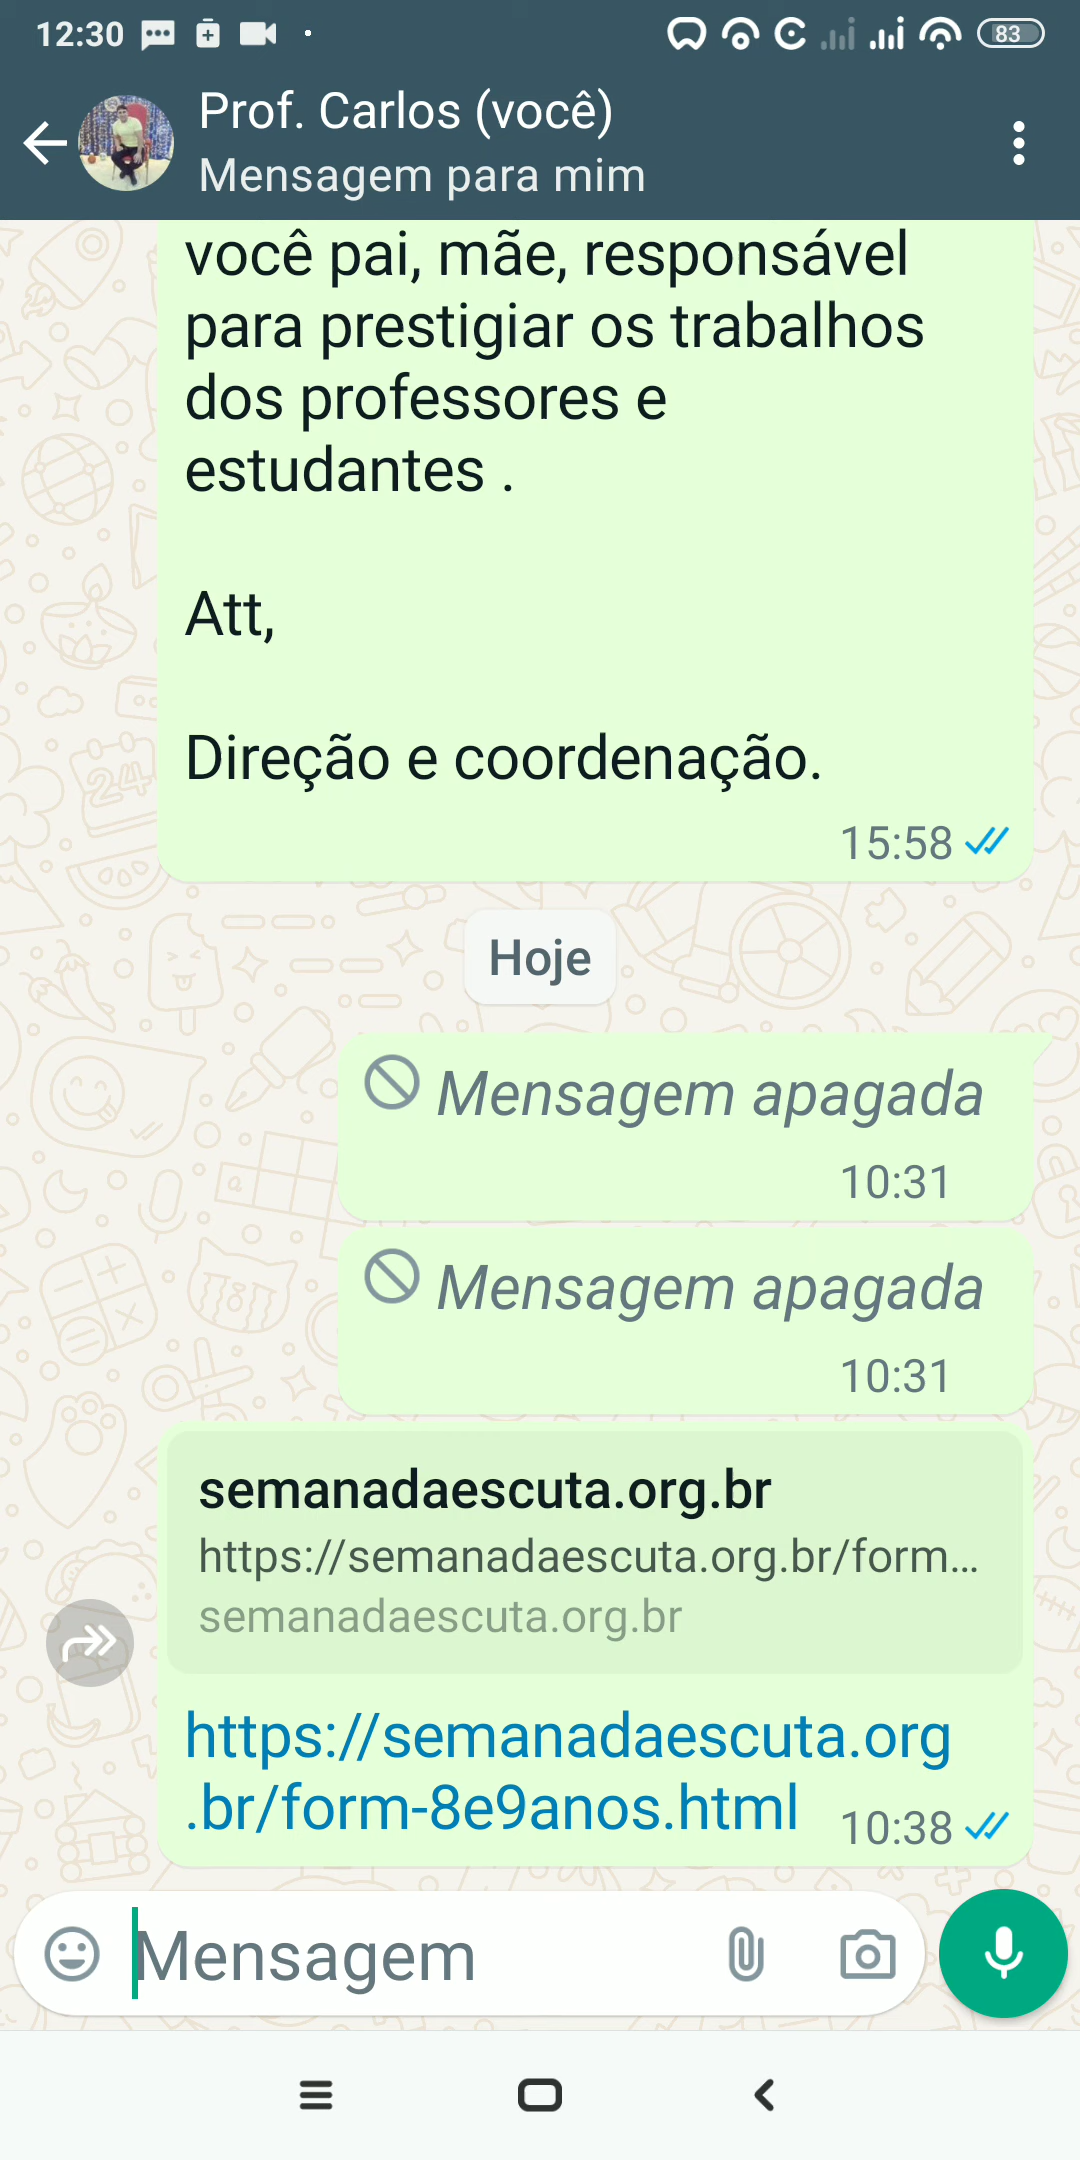 12:30
83
Prof. Carlos (você)
Mensagem para mim
você pai, mãe, responsável
para prestigiar os trabalhos
dos professores e
estudantes .
Att,
Direção e coordenação.
15:58
Hoje
Mensagem apagada
10:31
Mensagem apagada
10:31
semanadaescuta.org.br
https://semanadaescuta.org.br/form...
semanadaescuta.org.br
https://semanadaescuta.org
.br/form-8e9anos.html
10:38
Mensagem